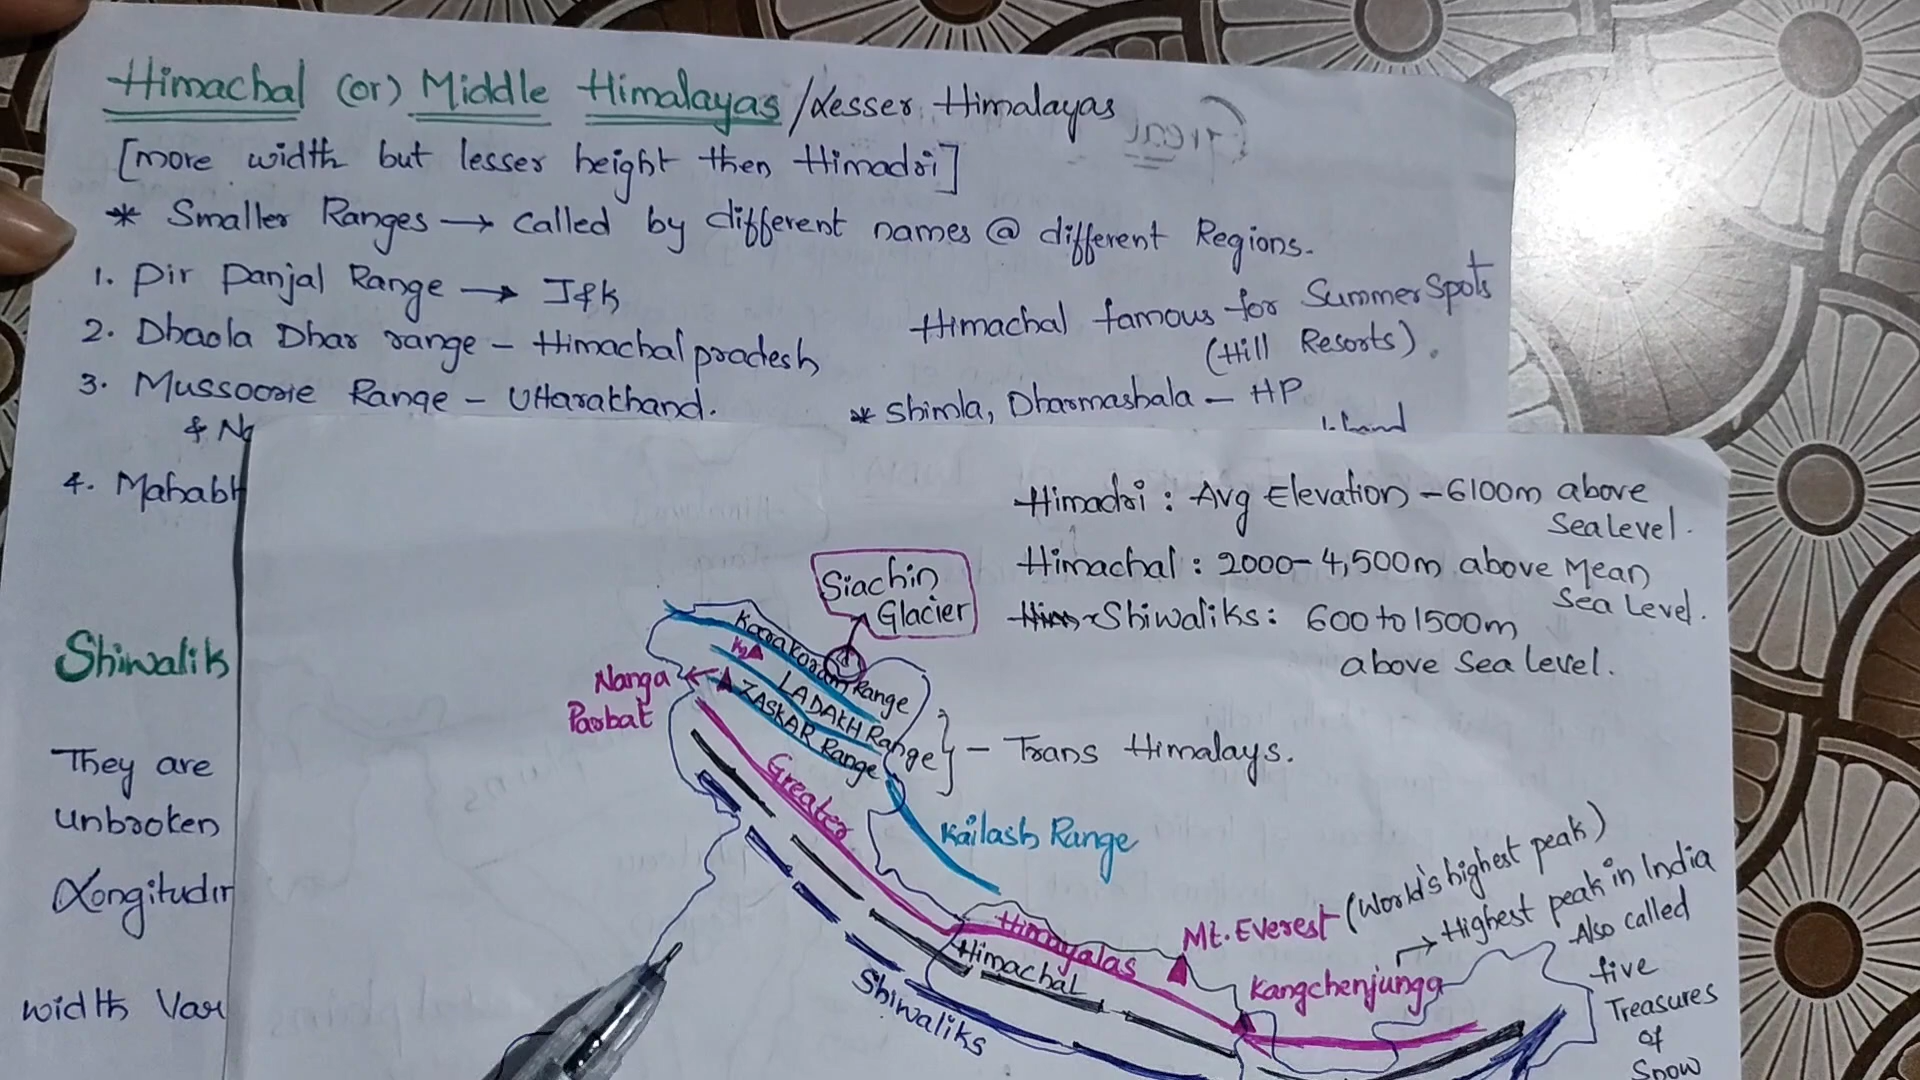 Himachal (or) Middle Himalayas / Lesser Himalayas
[more width but lesser height then Himadri]
* Smaller Ranges → Called by different names @ different Regions.
1. Pir Panjal Range → J&K
2. Dhaola Dhar range - Himachal pradesh
3. Mussoorie Range - Uttarakhand.
4. Mahabh
Himachal famous for Summer Spots
(Hill Resorts).
* Shimla, Dharmashala - HP
Shiwalik
They are
unbroken
Longitudin
width Var
Himadri : Avg Elevation - 6100m above
Sea level.
Himachal : 2000 - 4,500m above Mean
Sea Level.
Shiwaliks : 600 to 1500m
above Sea level.
Siachin
Glacier
Karakoram Range
K2
LADAKH Range
ZASKAR Range
Nanga
Parbat
- Trans Himalays.
Kailash Range
Greater
Himayalas
Himachal
Shiwaliks
Mt. Everest (World's highest peak)
Kangchenjunga
→ Highest peak in India
Also called
five
Treasures
of
Snow